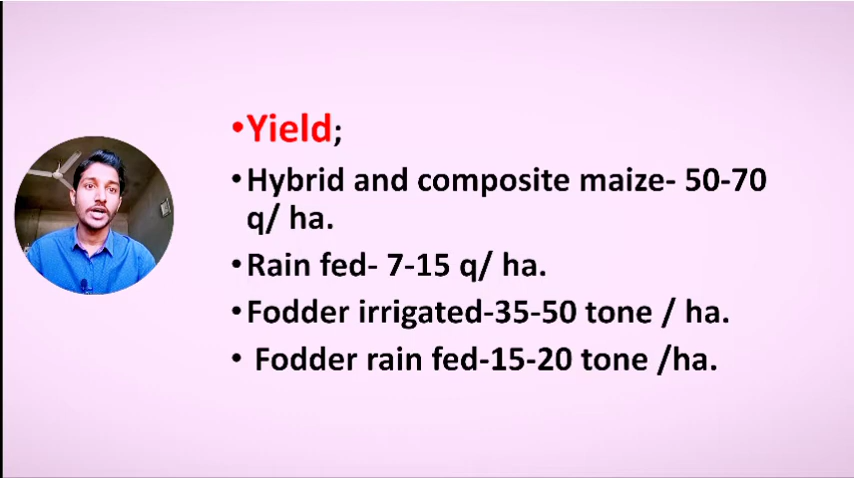 •Yield;
•Hybrid and composite maize- 50-70
q/ ha.
•Rain fed- 7-15 q/ ha.
•Fodder irrigated-35-50 tone / ha.
• Fodder rain fed-15-20 tone /ha.